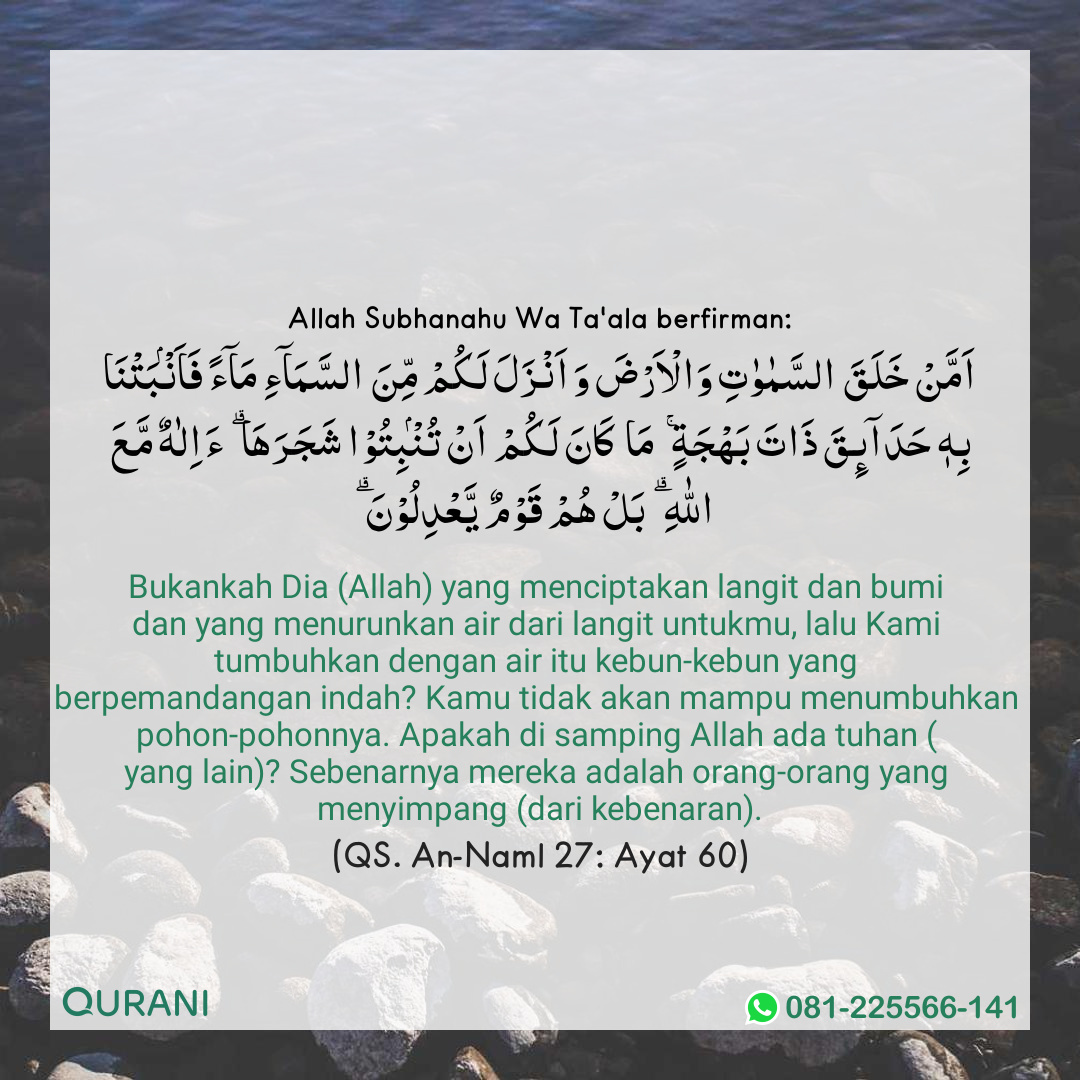 Allah Subhanahu Wa Ta'ala berfirman:
اَمَّنْ خَلَقَ السَّمٰوٰتِ وَالْاَرْضَ وَاَنْزَلَ لَـكُمْ مِّنَ السَّمَآءِ مَآءً فَاَنْۢبَتْنَا
بِهٖ حَدَآئِقَ ذَاتَ بَهْجَةٍ ۚ مَا كَانَ لَـكُمْ اَنْ تُنْۢبِتُوْا شَجَرَهَا ۗ ءَاِلٰـهٌ مَّعَ
اللّٰهِ ۗ بَلْ هُمْ قَوْمٌ يَّعْدِلُوْنَ ۗ
Bukankah Dia (Allah) yang menciptakan langit dan bumi
dan yang menurunkan air dari langit untukmu, lalu Kami
tumbuhkan dengan air itu kebun-kebun yang
berpemandangan indah? Kamu tidak akan mampu menumbuhkan
pohon-pohonnya. Apakah di samping Allah ada tuhan (
yang lain)? Sebenarnya mereka adalah orang-orang yang
menyimpang (dari kebenaran).
(QS. An-Naml 27: Ayat 60)
QURANI
081-225566-141